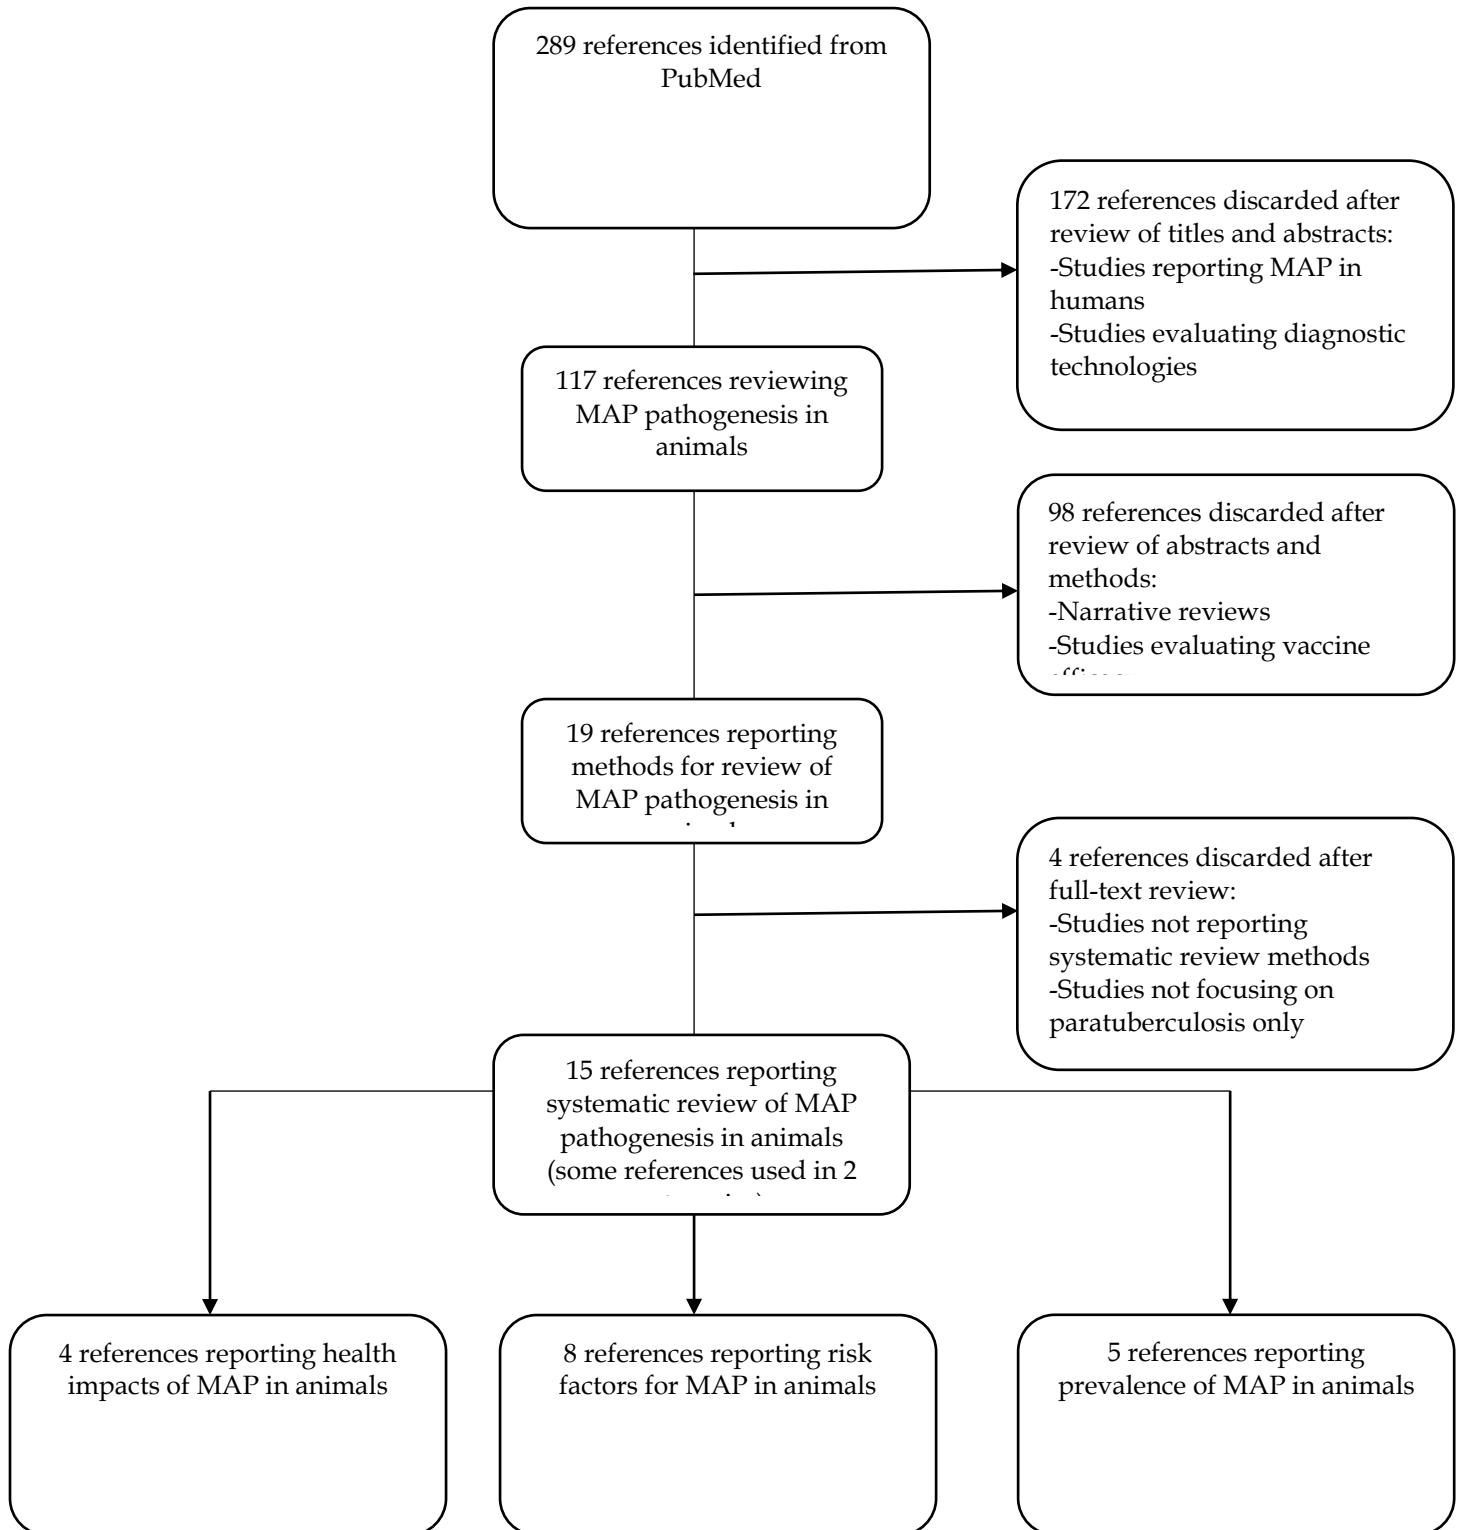 289 references identified from
PubMed
172 references discarded after
review of titles and abstracts:
-Studies reporting MAP in
humans
-Studies evaluating diagnostic
technologies
117 references reviewing
MAP pathogenesis in
animals
98 references discarded after
review of abstracts and
methods:
-Narrative reviews
-Studies evaluating vaccine
19 references reporting
methods for review of
MAP pathogenesis in
4 references discarded after
full-text review:
-Studies not reporting
systematic review methods
-Studies not focusing on
paratuberculosis only
15 references reporting
systematic review of MAP
pathogenesis in animals
(some references used in 2
4 references reporting health
impacts of MAP in animals
8 references reporting risk
factors for MAP in animals
5 references reporting
prevalence of MAP in animals